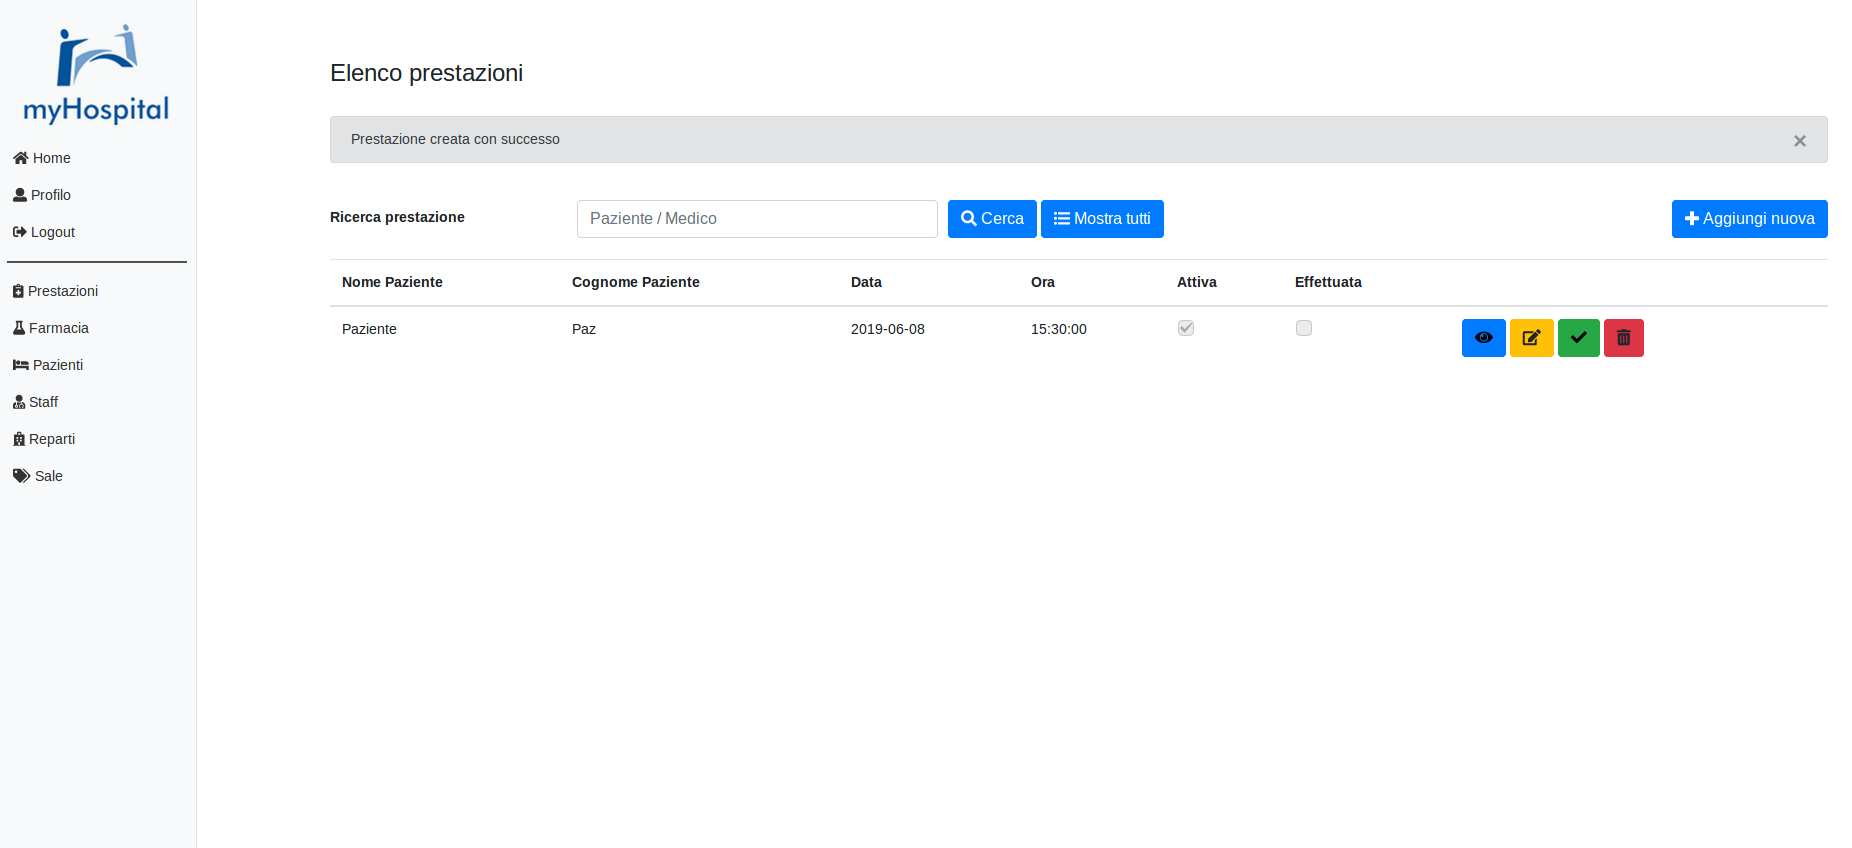 myHospital
Home
Profilo
Logout
Prestazioni
Farmacia
Pazienti
Staff
Reparti
Sale
Elenco prestazioni
Prestazione creata con successo ×
Ricerca prestazione Paziente / Medico Cerca Mostra tutti Aggiungi nuova
Nome Paziente Cognome Paziente Data Ora Attiva Effettuata
Paziente Paz 2019-06-08 15:30:00